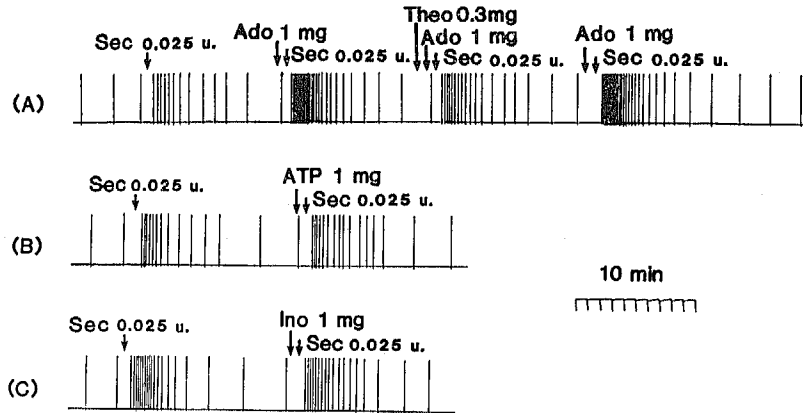 Theo 0.3mg
Sec 0.025 u. Ado 1 mg Ado 1 mg Ado 1 mg
Sec 0.025 u. Sec 0.025 u. Sec 0.025 u.
(A)
ATP 1 mg
Sec 0.025 u. Sec 0.025 u.
(B)
10 min
Ino 1 mg
Sec 0.025 u. Sec 0.025 u.
(C)